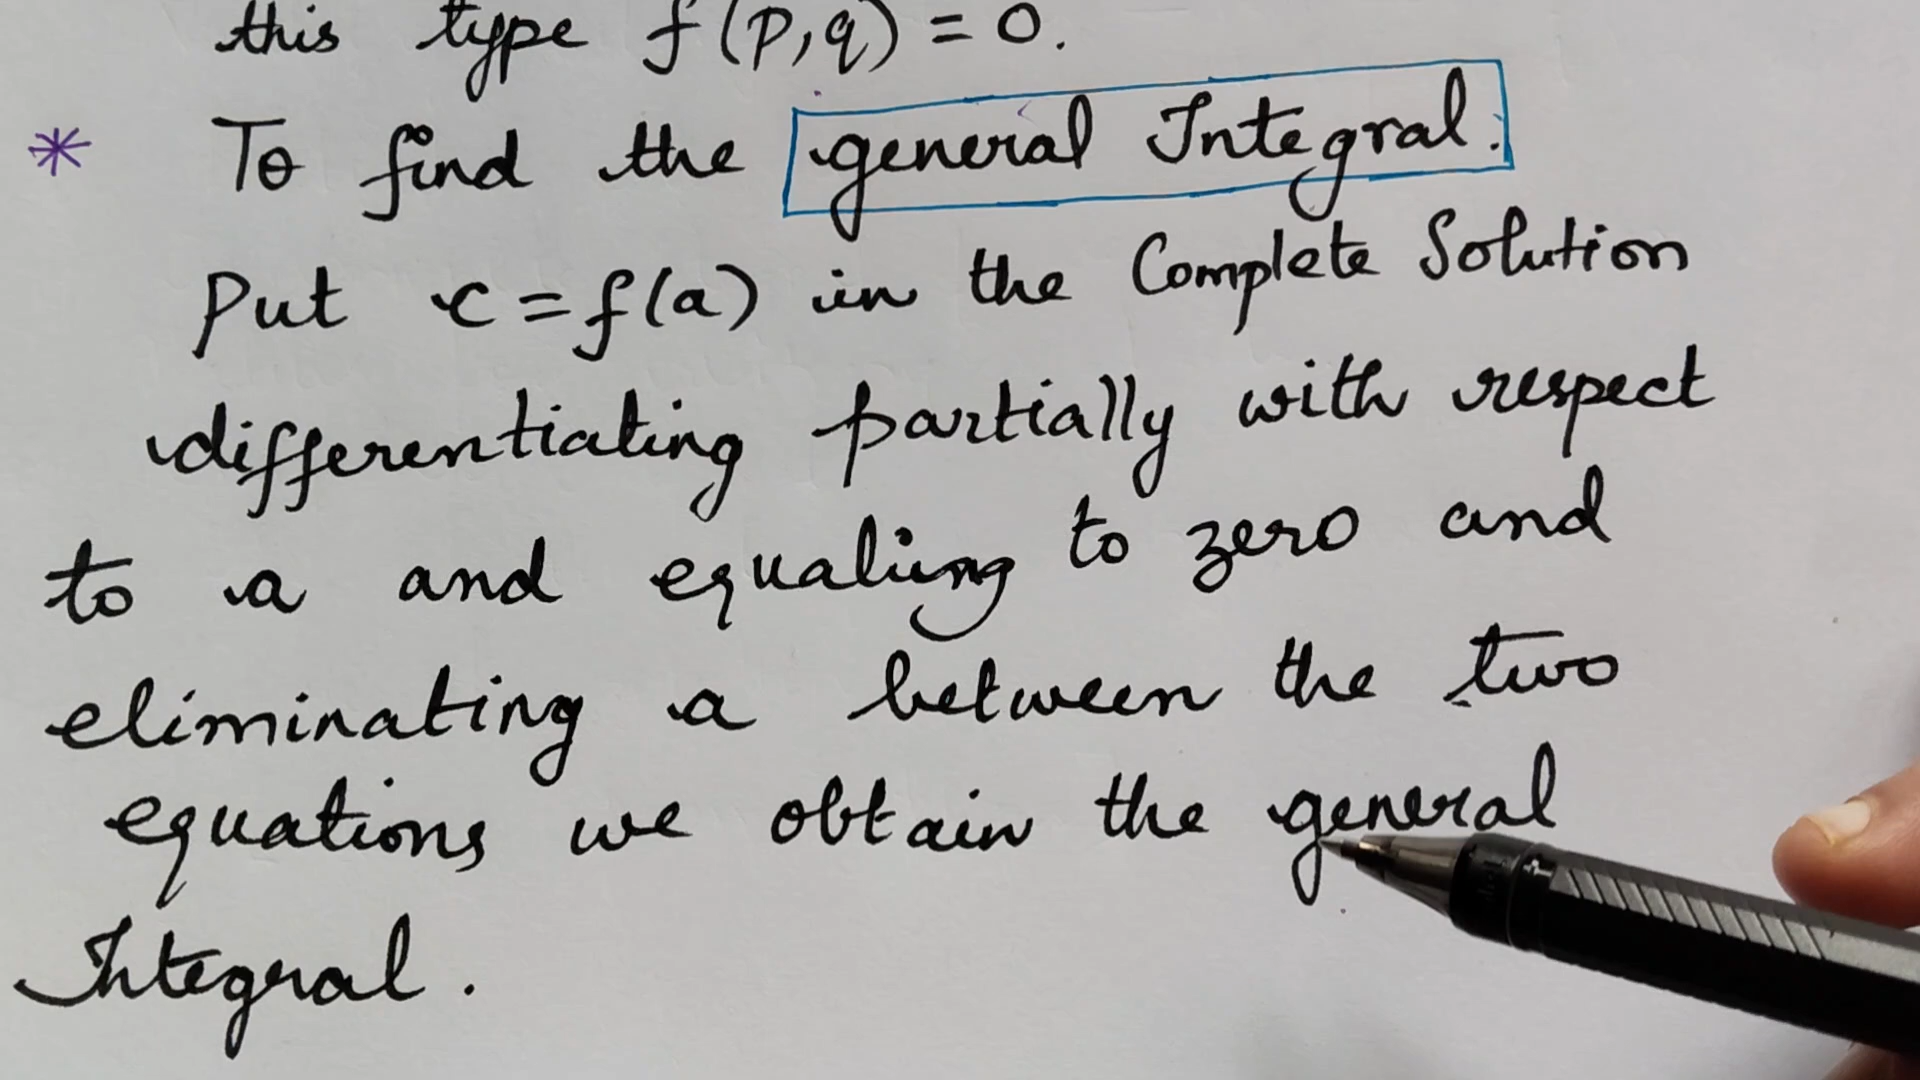 this type f(p,q) = 0.
* To find the general Integral.
Put c=f(a) in the Complete Solution
differentiating partially with respect
to a and equating to zero and
eliminating a between the two
equations we obtain the general
Integral.